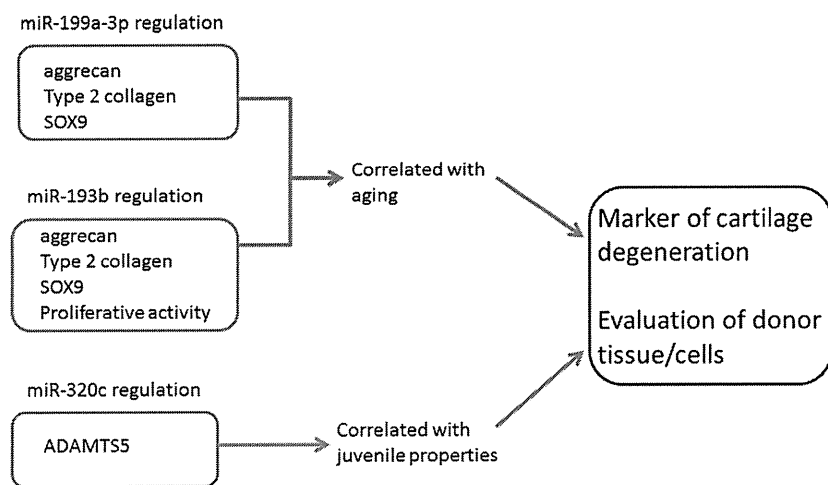 miR-199a-3p regulation
aggrecan
Type 2 collagen
SOX9
miR-193b regulation
aggrecan
Type 2 collagen
SOX9
Proliferative activity
Correlated with
aging
miR-320c regulation
ADAMTS5
Correlated with
juvenile properties
Marker of cartilage
degeneration
Evaluation of donor
tissue/cells